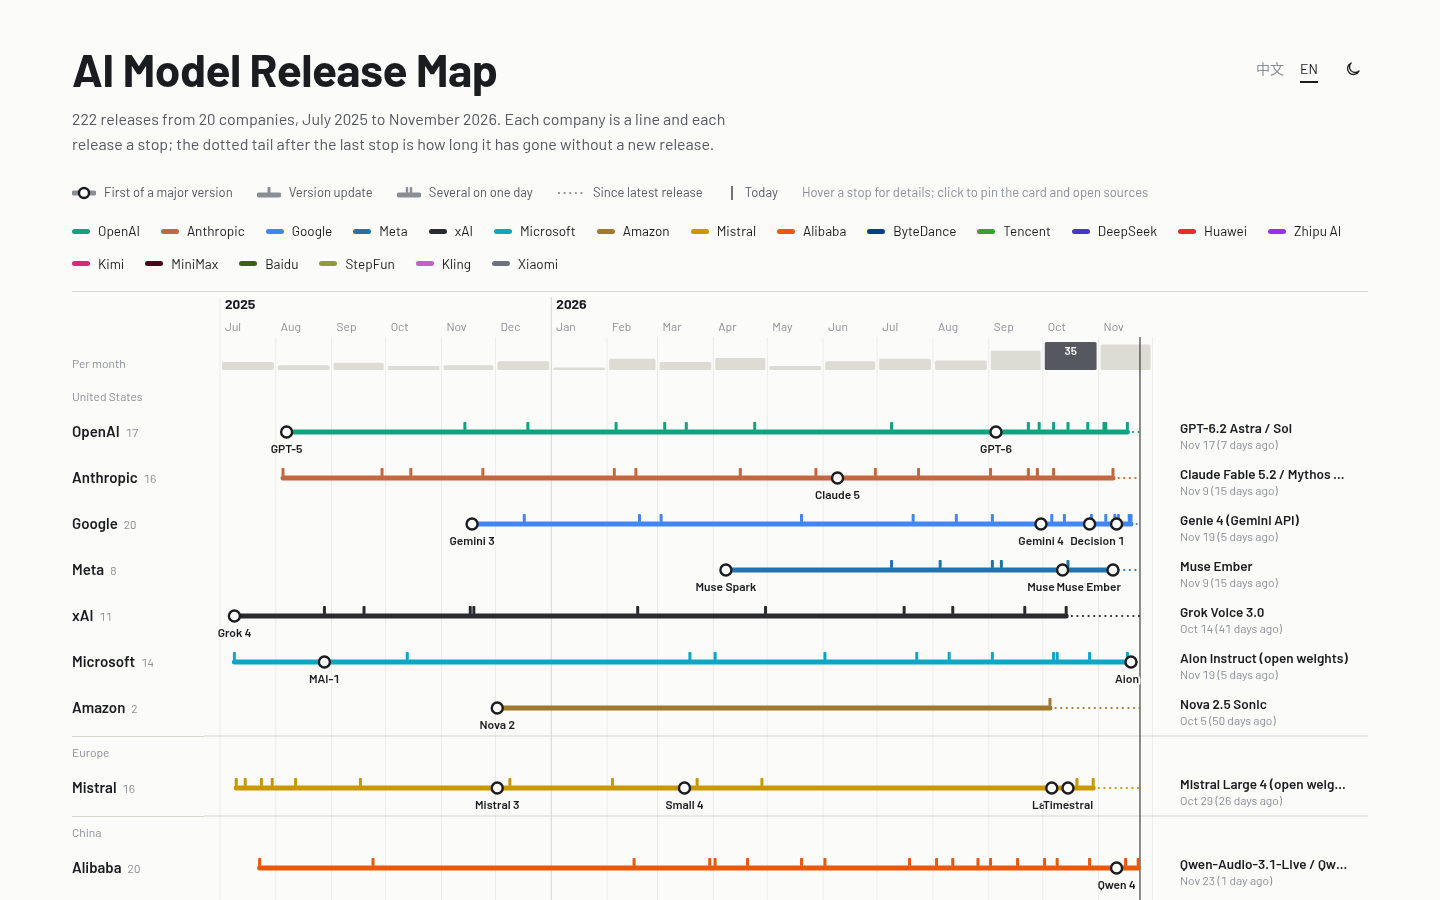 AI Model Release Map
中文 EN
222 releases from 20 companies, July 2025 to November 2026. Each company is a line and each
release a stop; the dotted tail after the last stop is how long it has gone without a new release.
First of a major version Version update Several on one day Since latest release Today Hover a stop for details; click to pin the card and open sources
OpenAI Anthropic Google Meta xAI Microsoft Amazon Mistral Alibaba ByteDance Tencent DeepSeek Huawei Zhipu AI
Kimi MiniMax Baidu StepFun Kling Xiaomi
2025 2026
Jul Aug Sep Oct Nov Dec Jan Feb Mar Apr May Jun Jul Aug Sep Oct Nov
35
Per month
United States
OpenAI 17
GPT-5 GPT-6
GPT-6.2 Astra / Sol
Nov 17 (7 days ago)
Anthropic 16
Claude 5
Claude Fable 5.2 / Mythos ...
Nov 9 (15 days ago)
Google 20
Gemini 3 Gemini 4 Decision 1
Genie 4 (Gemini API)
Nov 19 (5 days ago)
Meta 8
Muse Spark Muse Muse Ember
Muse Ember
Nov 9 (15 days ago)
xAI 11
Grok 4
Grok Voice 3.0
Oct 14 (41 days ago)
Microsoft 14
MAI-1 Aion
Aion Instruct (open weights)
Nov 19 (5 days ago)
Amazon 2
Nova 2
Nova 2.5 Sonic
Oct 5 (50 days ago)
Europe
Mistral 16
Mistral 3 Small 4 Timestral
Mistral Large 4 (open weig...
Oct 29 (26 days ago)
China
Alibaba 20
Qwen 4
Qwen-Audio-3.1-Live / Qw...
Nov 23 (1 day ago)